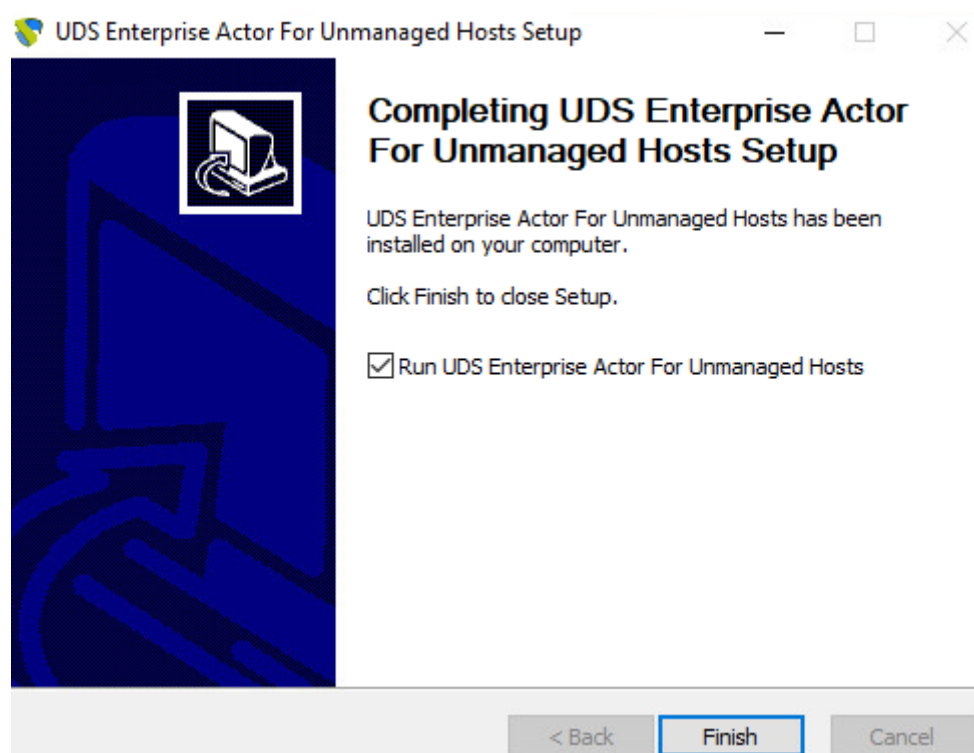 UDS Enterprise Actor For Unmanaged Hosts Setup
Completing UDS Enterprise Actor
For Unmanaged Hosts Setup
UDS Enterprise Actor For Unmanaged Hosts has been
installed on your computer.
Click Finish to close Setup.
Run UDS Enterprise Actor For Unmanaged Hosts
< Back
Finish
Cancel